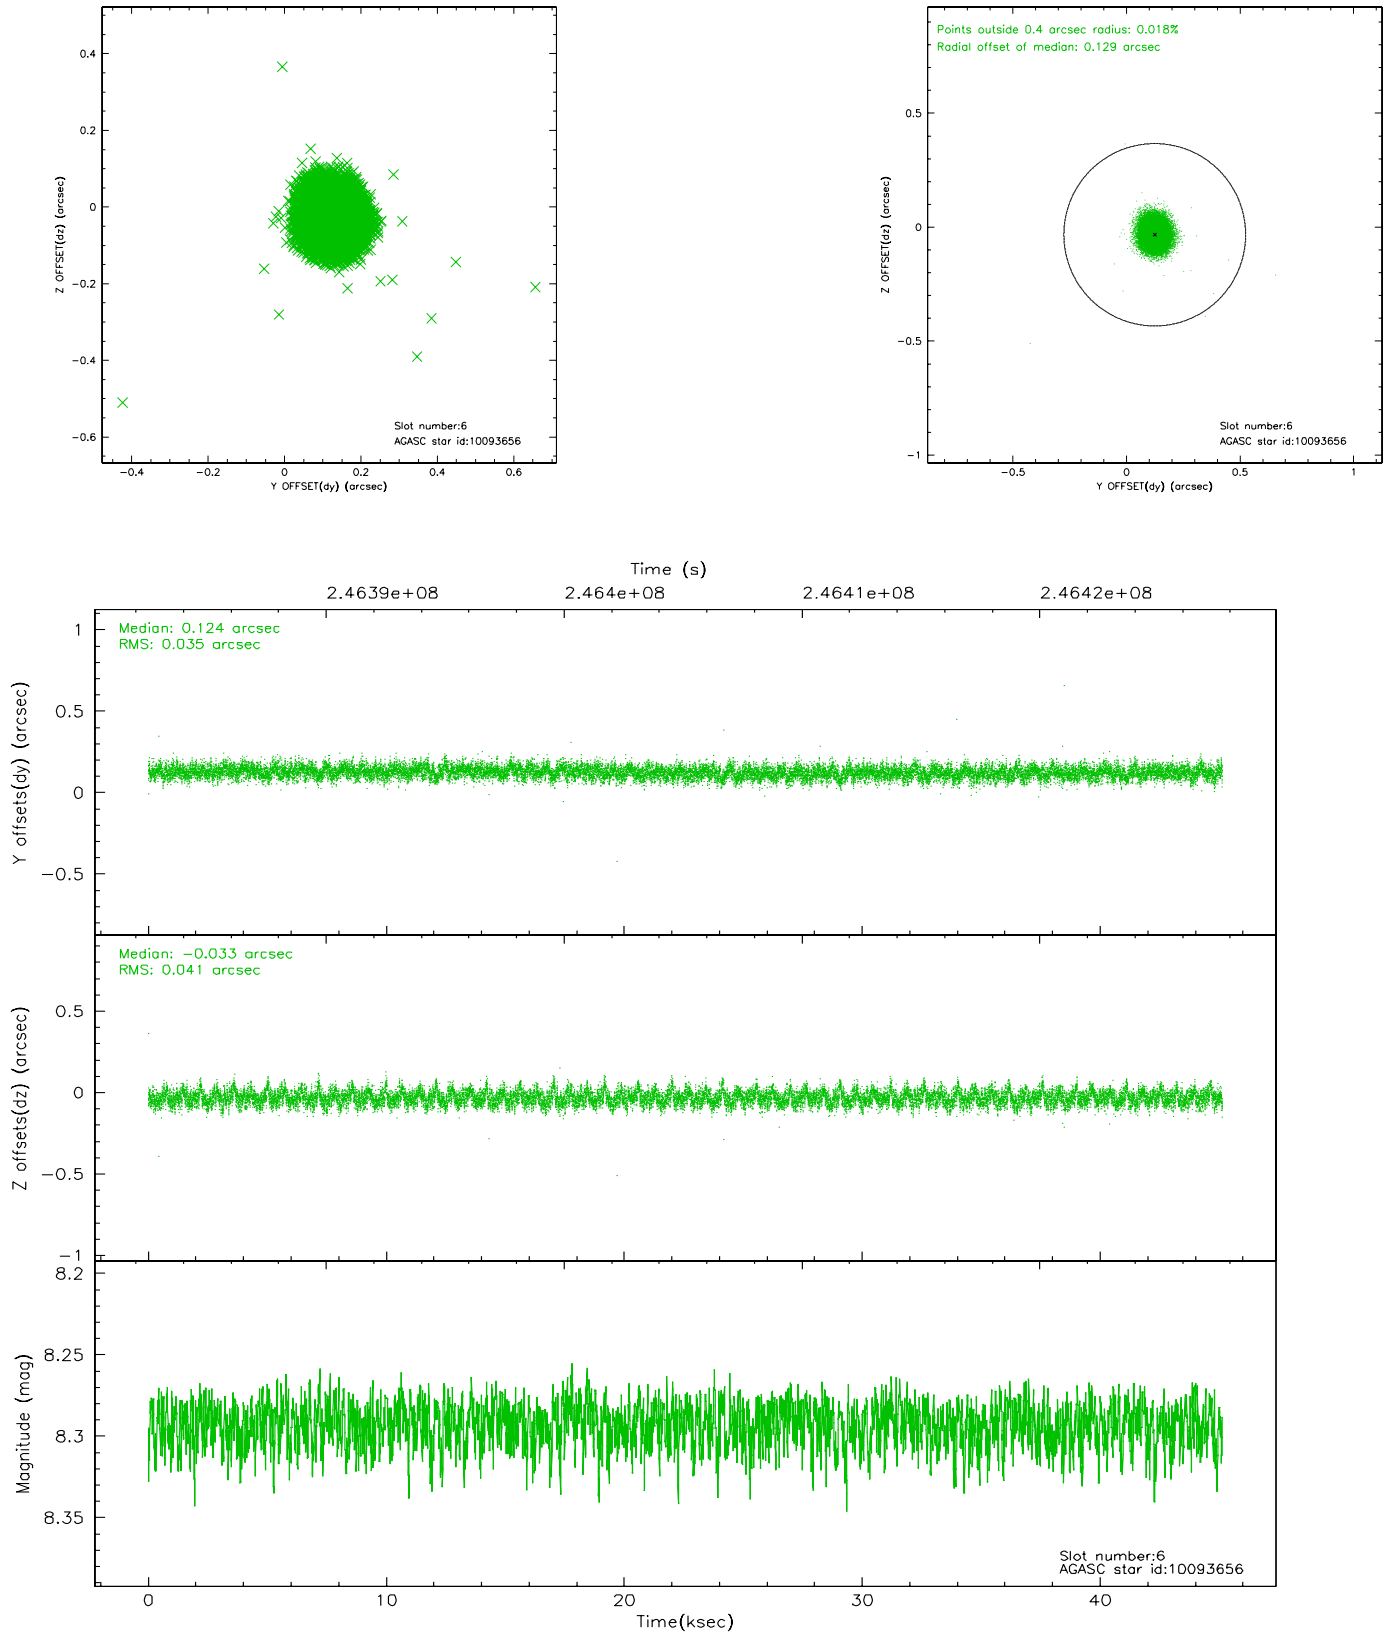 0.4
0.2
0
−0.2
−0.4
−0.6
Z OFFSET(dz) (arcsec)
Slot number:6
AGASC star id:10093656
−0.4 −0.2 0 0.2 0.4 0.6
Y OFFSET(dy) (arcsec)
Points outside 0.4 arcsec radius: 0.018%
Radial offset of median: 0.129 arcsec
0.5
0
−0.5
−1
Z OFFSET(dz) (arcsec)
Slot number:6
AGASC star id:10093656
−0.5 0 0.5 1
Y OFFSET(dy) (arcsec)
Time (s)
2.4639e+08 2.464e+08 2.4641e+08 2.4642e+08
Median: 0.124 arcsec
RMS: 0.035 arcsec
1
0.5
0
−0.5
Y offsets(dy) (arcsec)
Median: −0.033 arcsec
RMS: 0.041 arcsec
0.5
0
−0.5
−1
Z offsets(dz) (arcsec)
8.2
8.25
8.3
8.35
Magnitude (mag)
Slot number:6
AGASC star id:10093656
0 10 20 30 40
Time(ksec)